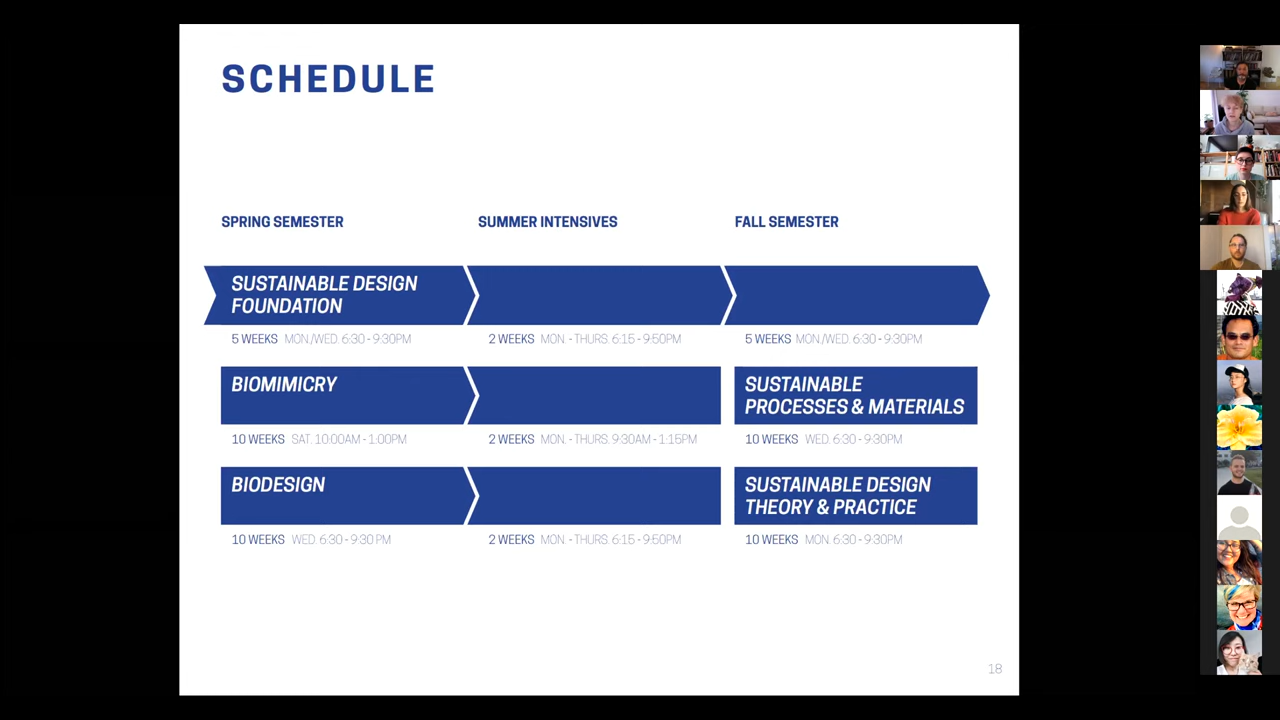 SCHEDULE
SPRING SEMESTER
SUMMER INTENSIVES
FALL SEMESTER
SUSTAINABLE DESIGN
FOUNDATION
5 WEEKS MON./WED. 6:30 - 9:30PM
2 WEEKS MON. - THURS. 6:15 - 9:50PM
5 WEEKS MON./WED. 6:30 - 9:30PM
BIOMIMICRY
SUSTAINABLE
PROCESSES & MATERIALS
10 WEEKS SAT. 10:00AM - 1:00PM
2 WEEKS MON. - THURS. 9:30AM - 1:15PM
10 WEEKS WED. 6:30 - 9:30PM
BIODESIGN
SUSTAINABLE DESIGN
THEORY & PRACTICE
10 WEEKS WED. 6:30 - 9:30 PM
2 WEEKS MON. - THURS. 6:15 - 9:50PM
10 WEEKS MON. 6:30 - 9:30PM
18